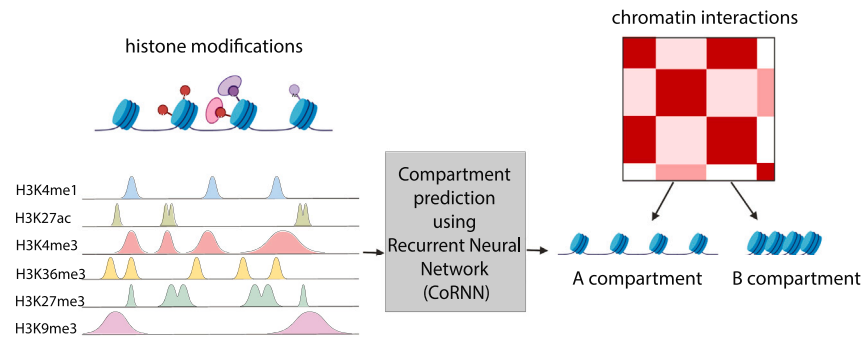 histone modifications
H3K4me1
H3K27ac
H3K4me3
H3K36me3
H3K27me3
H3K9me3
Compartment
prediction
using
Recurrent Neural
Network
(CoRNN)
chromatin interactions
A compartment
B compartment